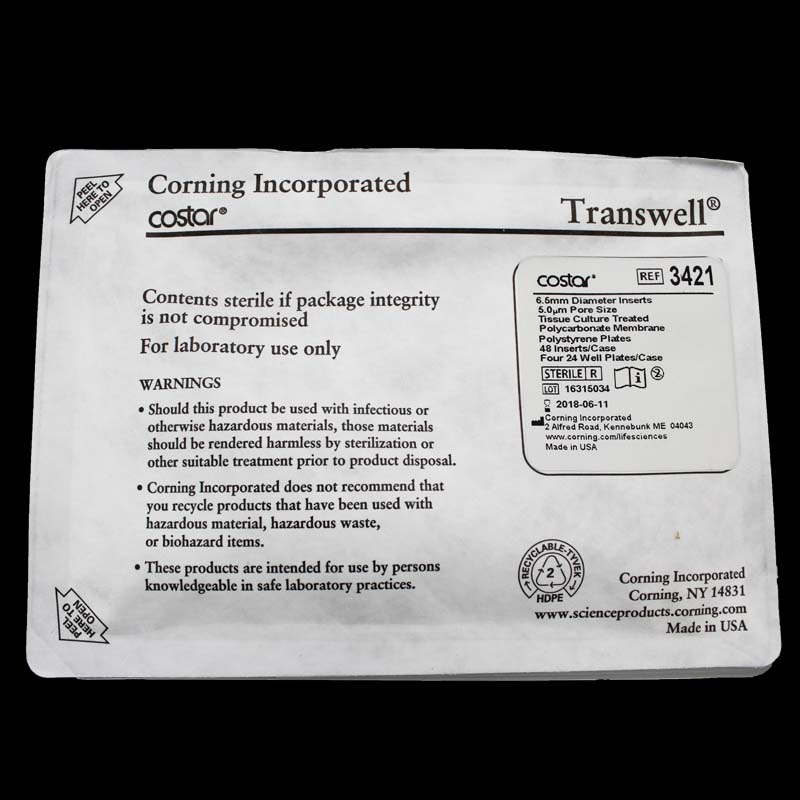 PEEL
HERE TO
OPEN
Corning Incorporated
costar®
Transwell®
Contents sterile if package integrity
is not compromised
For laboratory use only
WARNINGS
• Should this product be used with infectious or
otherwise hazardous materials, those materials
should be rendered harmless by sterilization or
other suitable treatment prior to product disposal.
• Corning Incorporated does not recommend that
you recycle products that have been used with
hazardous material, hazardous waste,
or biohazard items.
• These products are intended for use by persons
knowledgeable in safe laboratory practices.
costar®
REF 3421
6.5mm Diameter Inserts
5.0µm Pore Size
Tissue Culture Treated
Polycarbonate Membrane
Polystyrene Plates
48 Inserts/Case
Four 24 Well Plates/Case
STERILE R i 2
LOT 16315034
2018-06-11
Corning Incorporated
2 Alfred Road, Kennebunk ME 04043
www.corning.com/lifesciences
Made in USA
PEEL
HERE TO
OPEN
RECYCLABLE-TYVEK
2
HDPE
Corning Incorporated
Corning, NY 14831
www.scienceproducts.corning.com
Made in USA